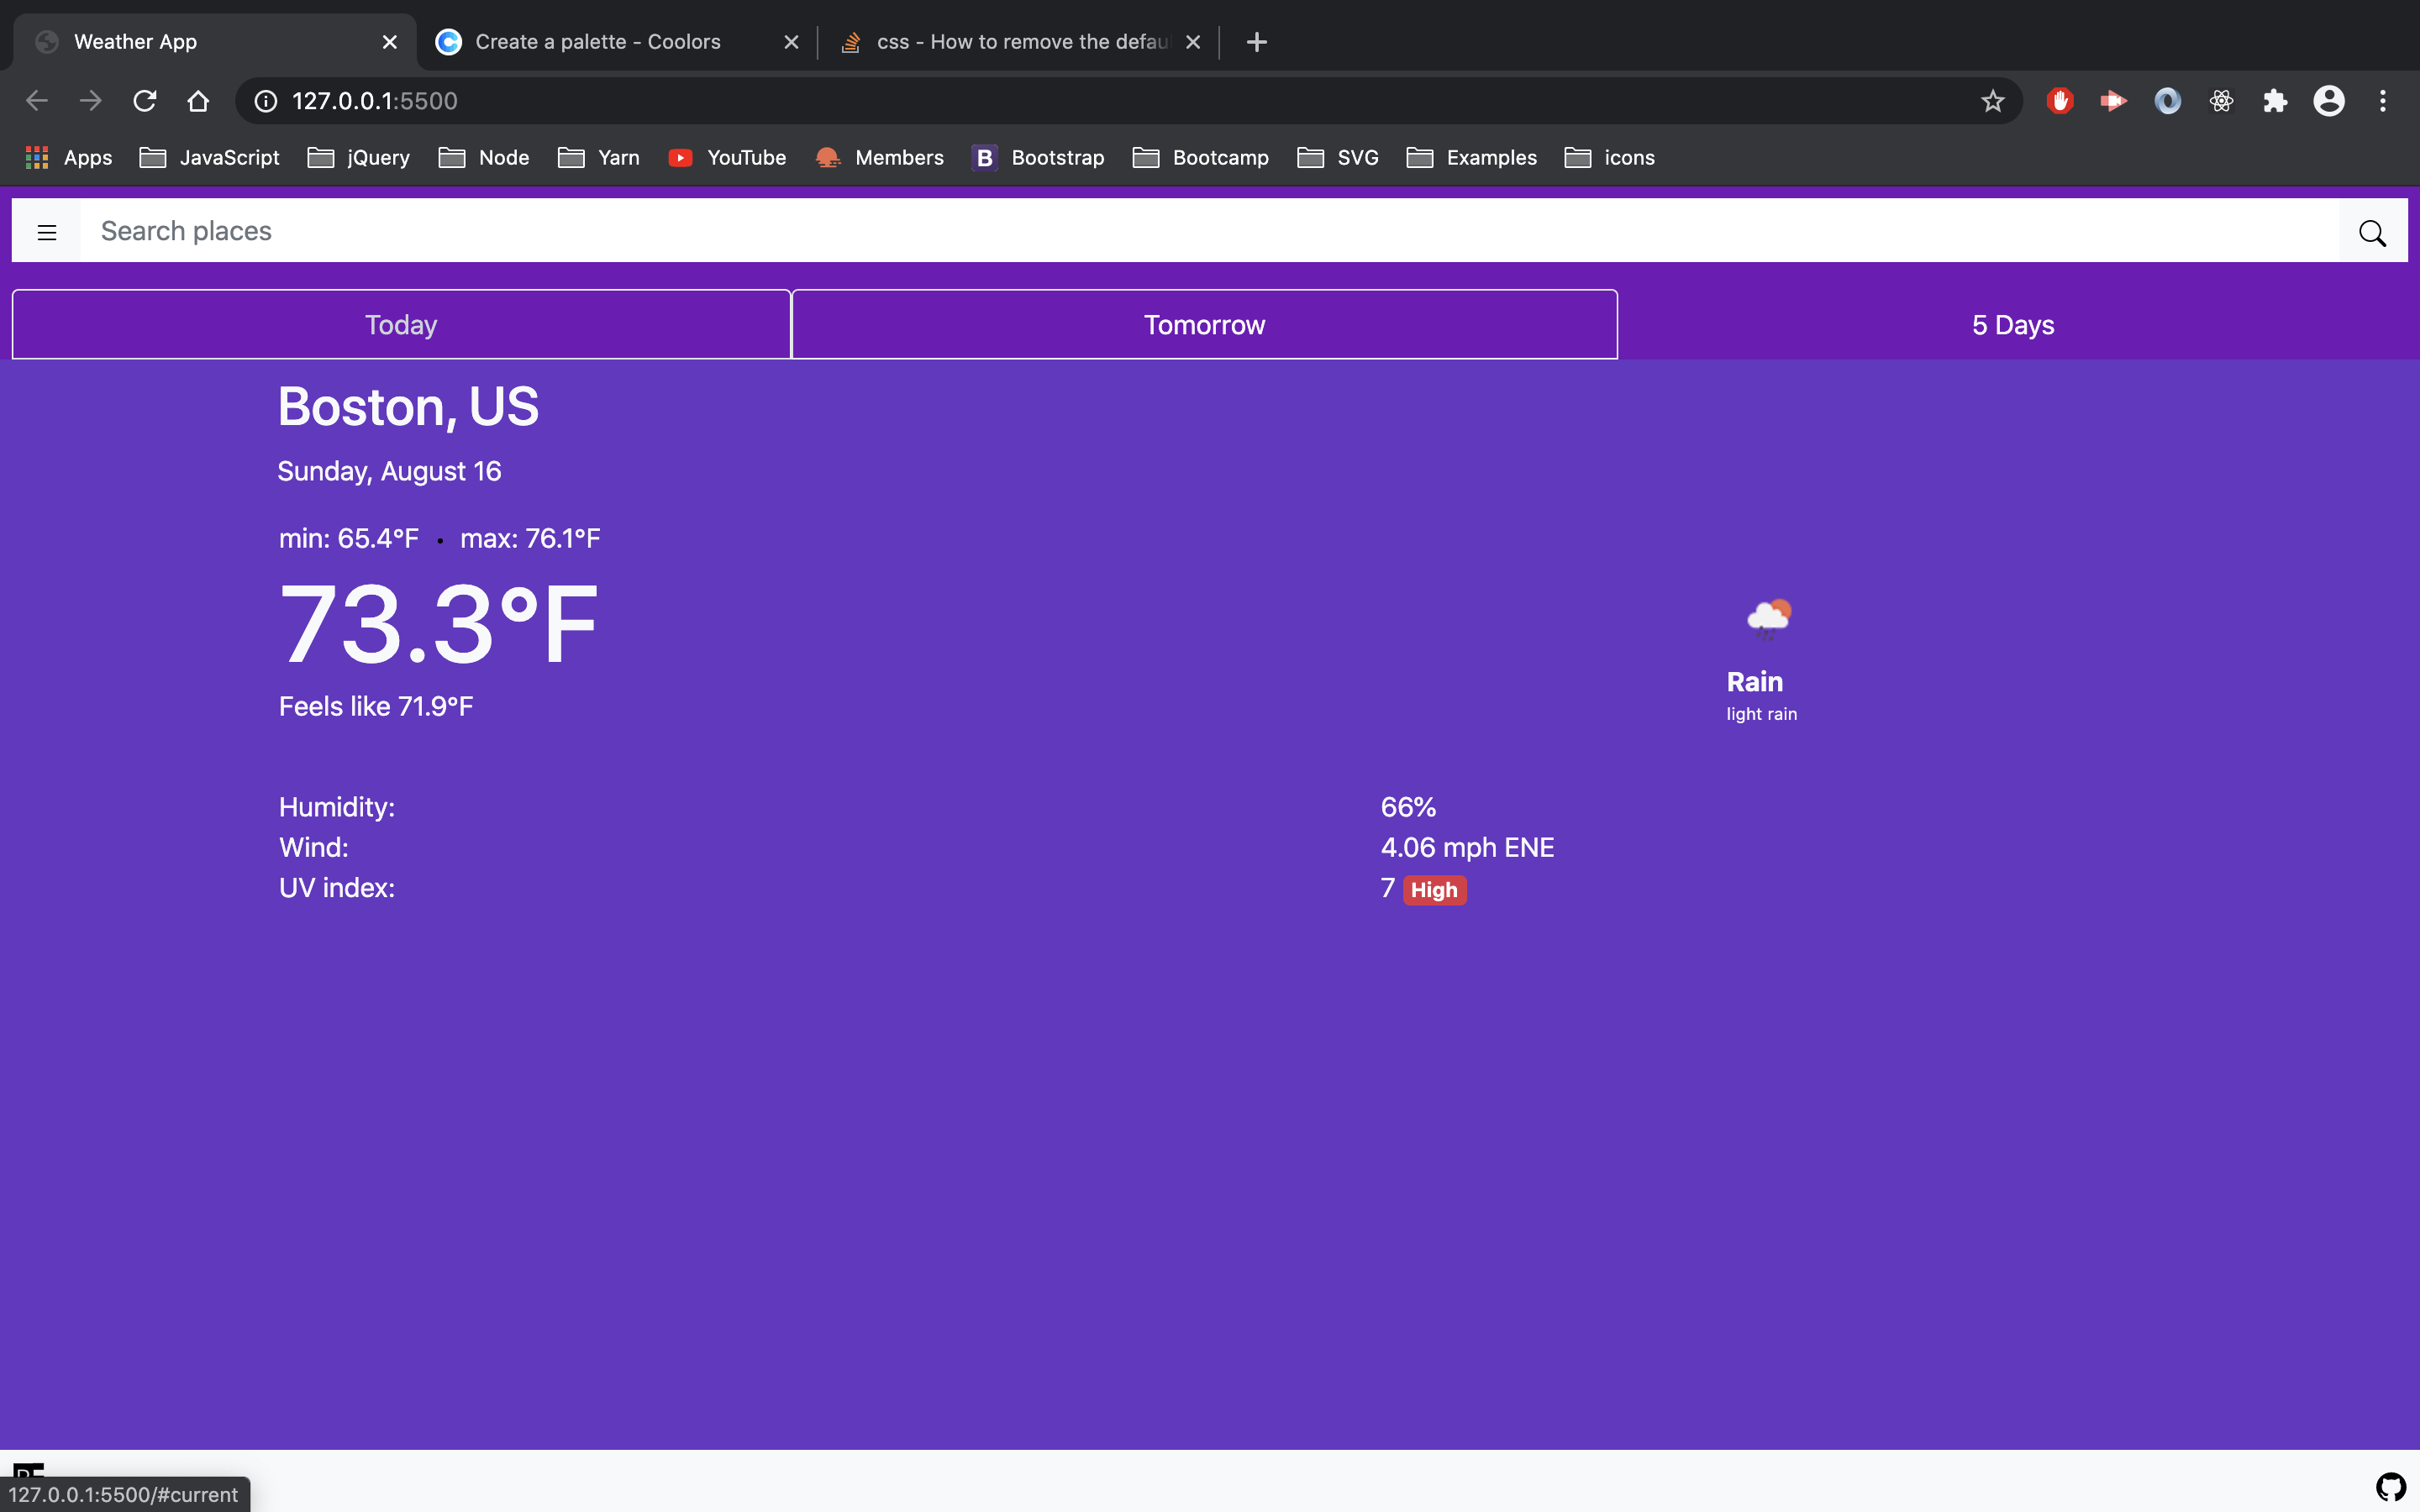 Weather App
Create a palette - Coolors
css - How to remove the defau
127.0.0.1:5500
Apps JavaScript jQuery Node Yarn YouTube Members B Bootstrap Bootcamp SVG Examples icons
Search places
Today Tomorrow 5 Days
Boston, US
Sunday, August 16
min: 65.4°F • max: 76.1°F
73.3°F
Feels like 71.9°F
Rain
light rain
Humidity: 66%
Wind: 4.06 mph ENE
UV index: 7 High
127.0.0.1:5500/#current